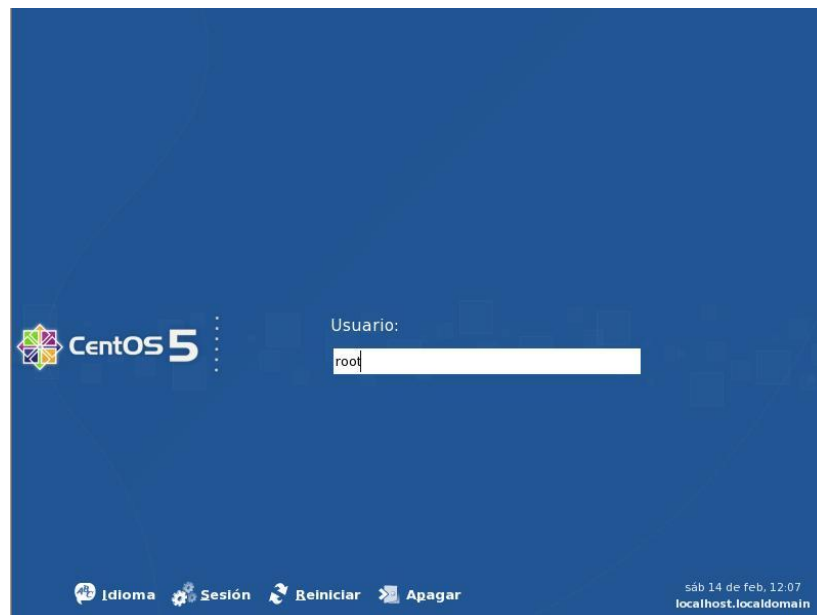 Usuario:
CentOS 5
root
Idioma Sesión Reiniciar Apagar
sáb 14 de feb, 12:07
localhost.localdomain